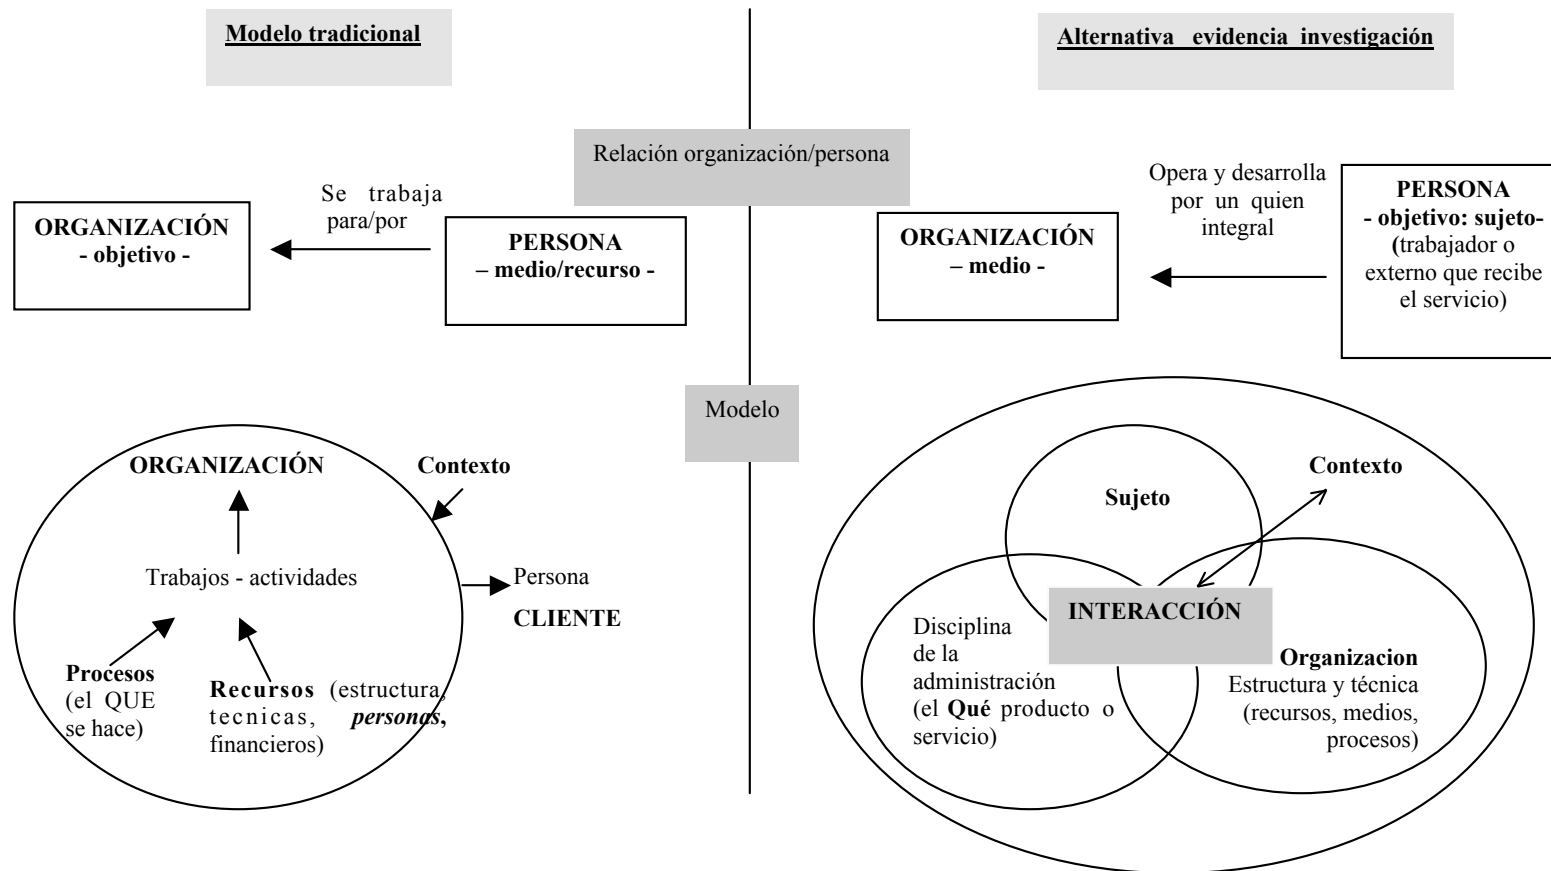 Modelo tradicional
Alternativa evidencia investigación
Relación organización/persona
ORGANIZACIÓN
- objetivo -
Se trabaja
para/por
PERSONA
– medio/recurso -
ORGANIZACIÓN
– medio -
Opera y desarrolla
por un quien
integral
PERSONA
- objetivo: sujeto-
(trabajador o
externo que recibe
el servicio)
Modelo
ORGANIZACIÓN
Contexto
Trabajos - actividades
Persona
CLIENTE
Procesos
(el QUE
se hace)
Recursos (estructura,
tecnicas, personas,
financieros)
Sujeto
Contexto
INTERACCIÓN
Disciplina
de la
administración
(el Qué producto o
servicio)
Organizacion
Estructura y técnica
(recursos, medios,
procesos)